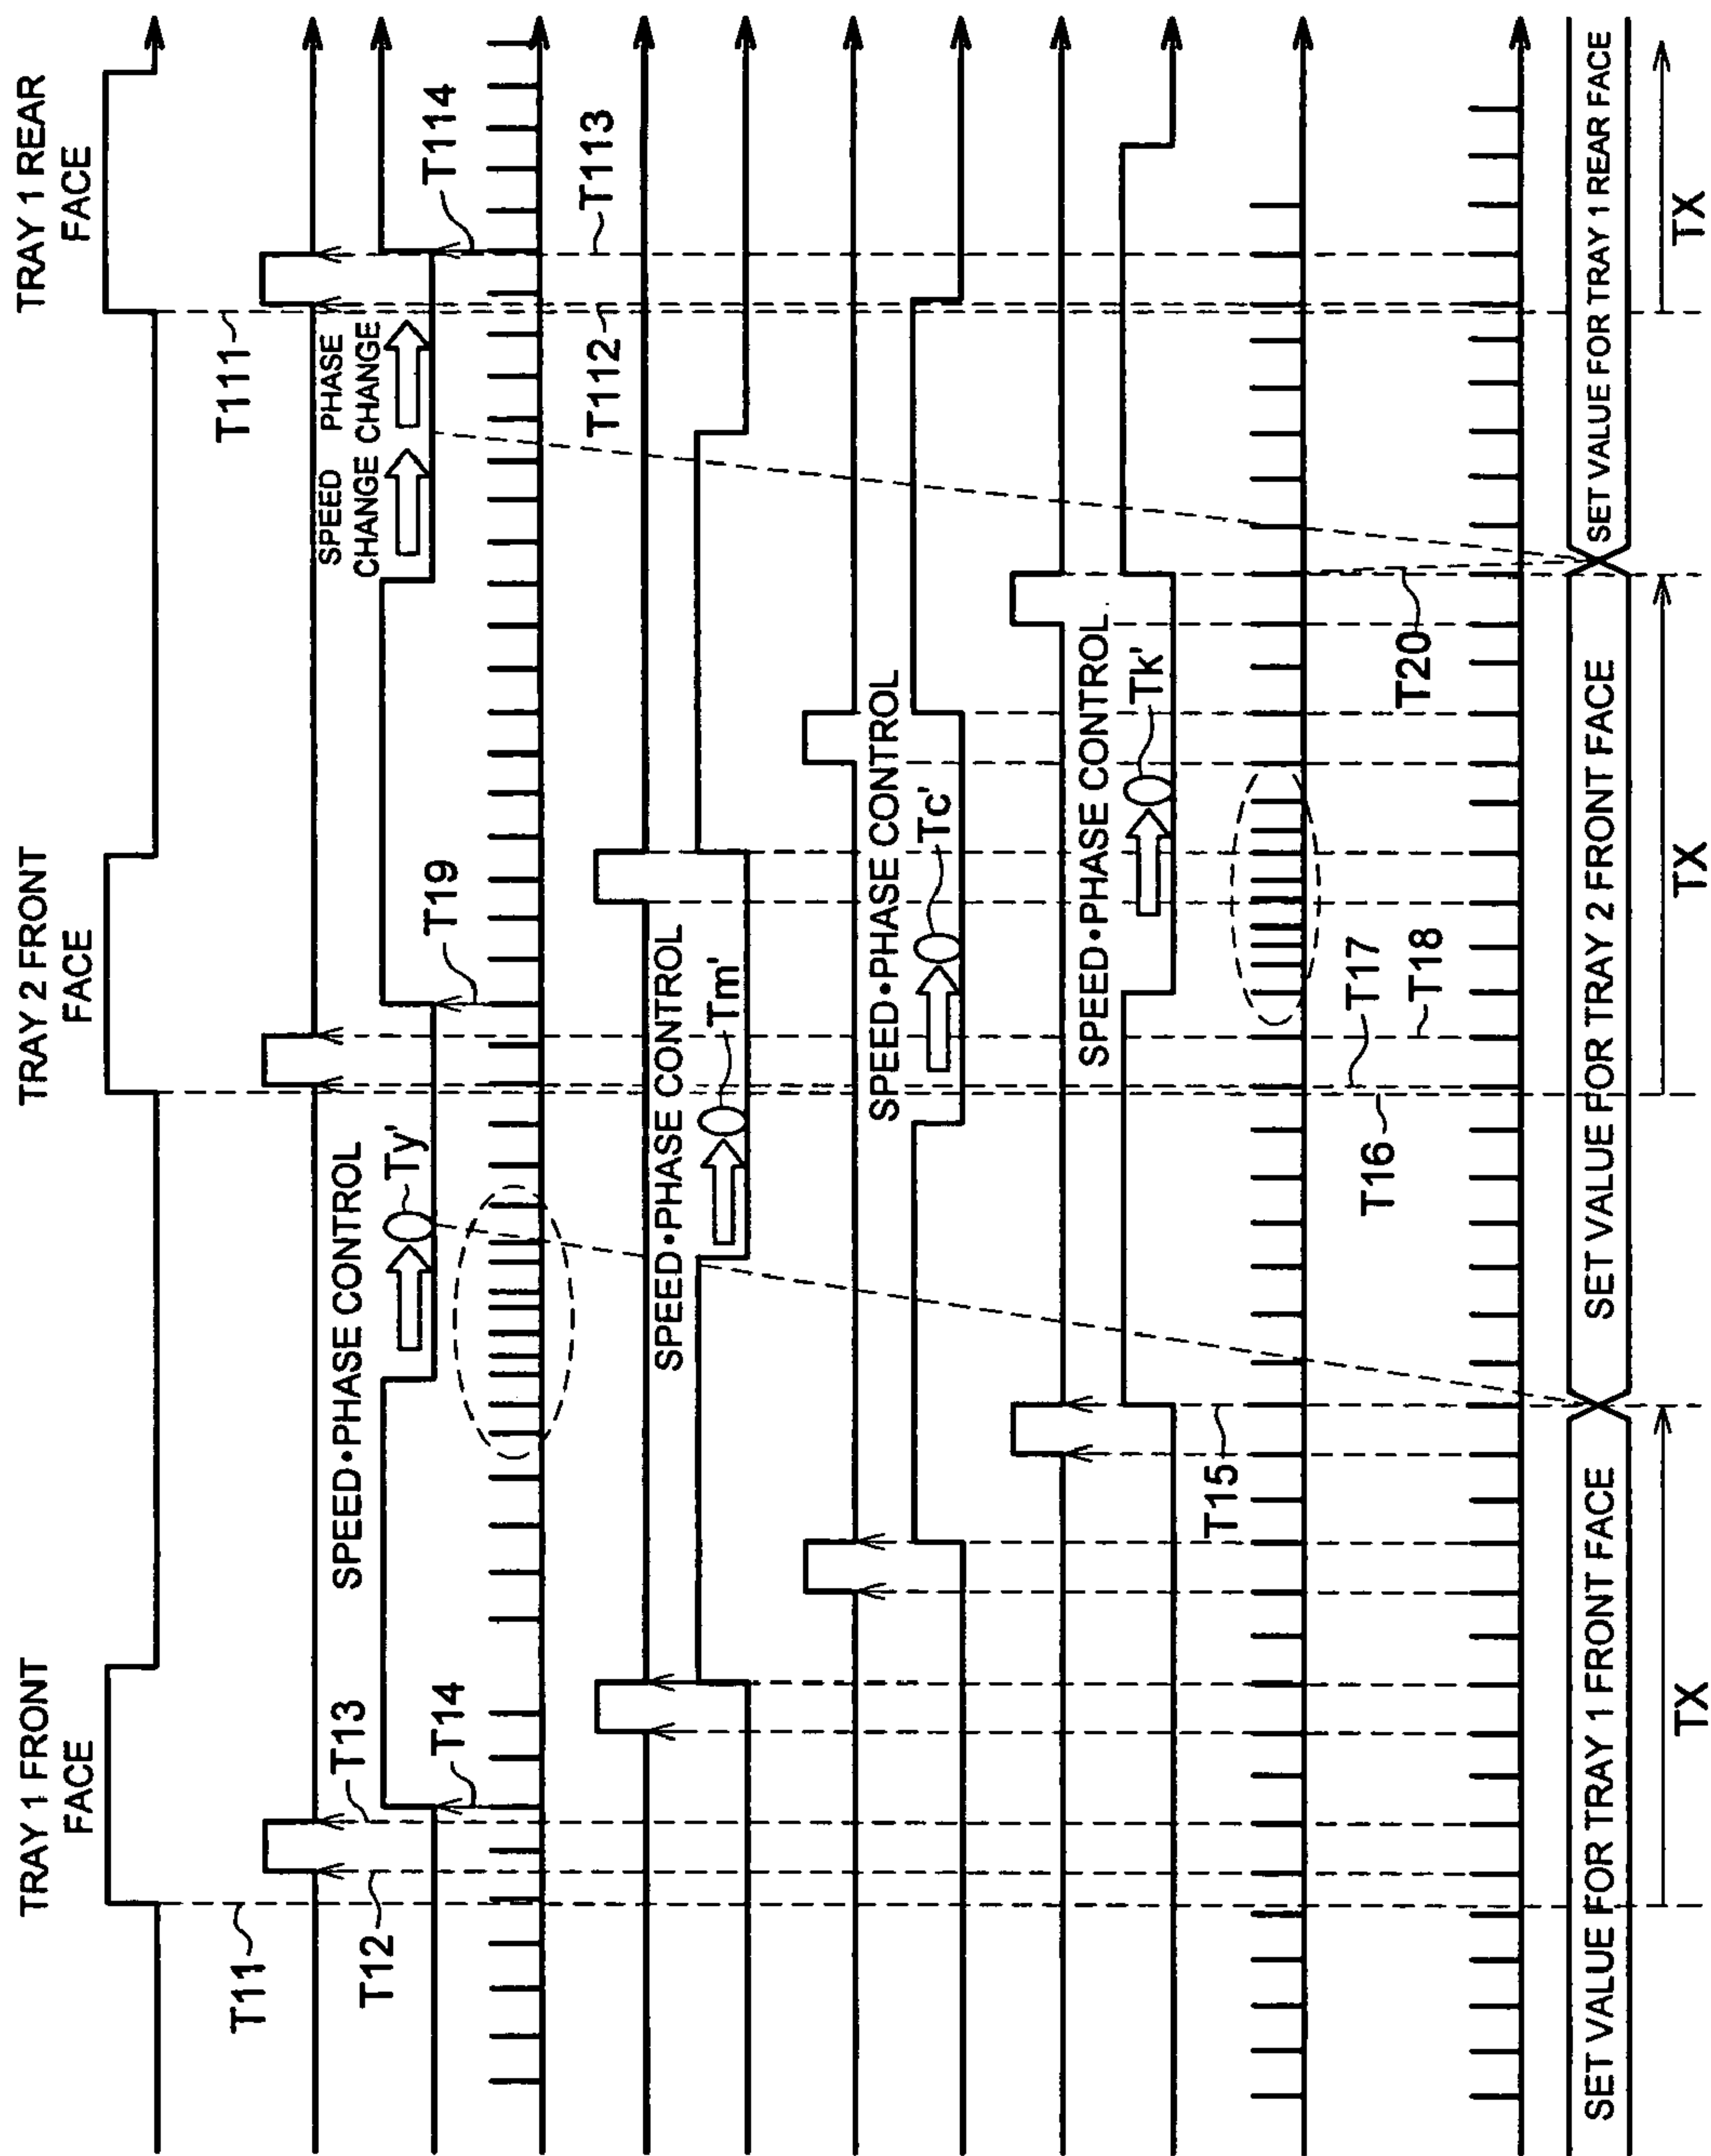 TRAY 1 FRONT
FACE
TRAY 2 FRONT
FACE
TRAY 1 REAR
FACE
T11
T12
T13
T14
SPEED•PHASE CONTROL
Ty'
T19
T111
SPEED PHASE
CHANGE CHANGE
T114
T112
T113
SPEED•PHASE CONTROL
Tm'
SPEED•PHASE CONTROL
Tc'
SPEED•PHASE CONTROL
Tk'
T15
T16
T17
T18
T20
SET VALUE FOR TRAY 1 FRONT FACE
SET VALUE FOR TRAY 2 FRONT FACE
SET VALUE FOR TRAY 1 REAR FACE
TX
TX
TX